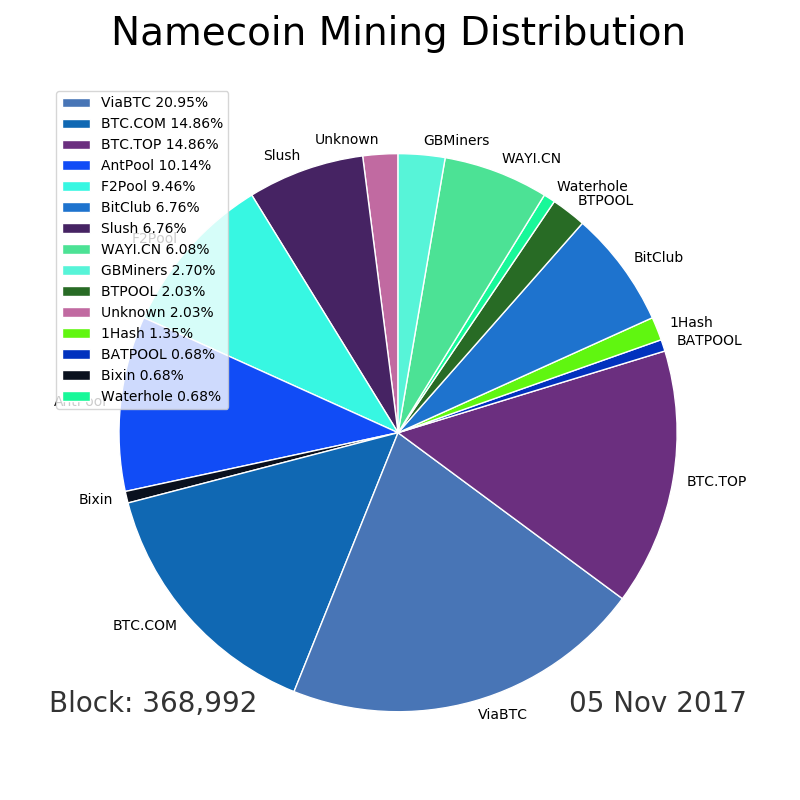 Namecoin Mining Distribution
ViaBTC 20.95%
BTC.COM 14.86%
BTC.TOP 14.86%
AntPool 10.14%
F2Pool 9.46%
BitClub 6.76%
Slush 6.76%
WAYI.CN 6.08%
GBMiners 2.70%
BTPOOL 2.03%
Unknown 2.03%
1Hash 1.35%
BATPOOL 0.68%
Bixin 0.68%
Waterhole 0.68%
Unknown
GBMiners
Slush
WAYI.CN
Waterhole
BTPOOL
F2Pool
BitClub
1Hash
BATPOOL
AntPool
BTC.TOP
Bixin
BTC.COM
ViaBTC
Block: 368,992
05 Nov 2017